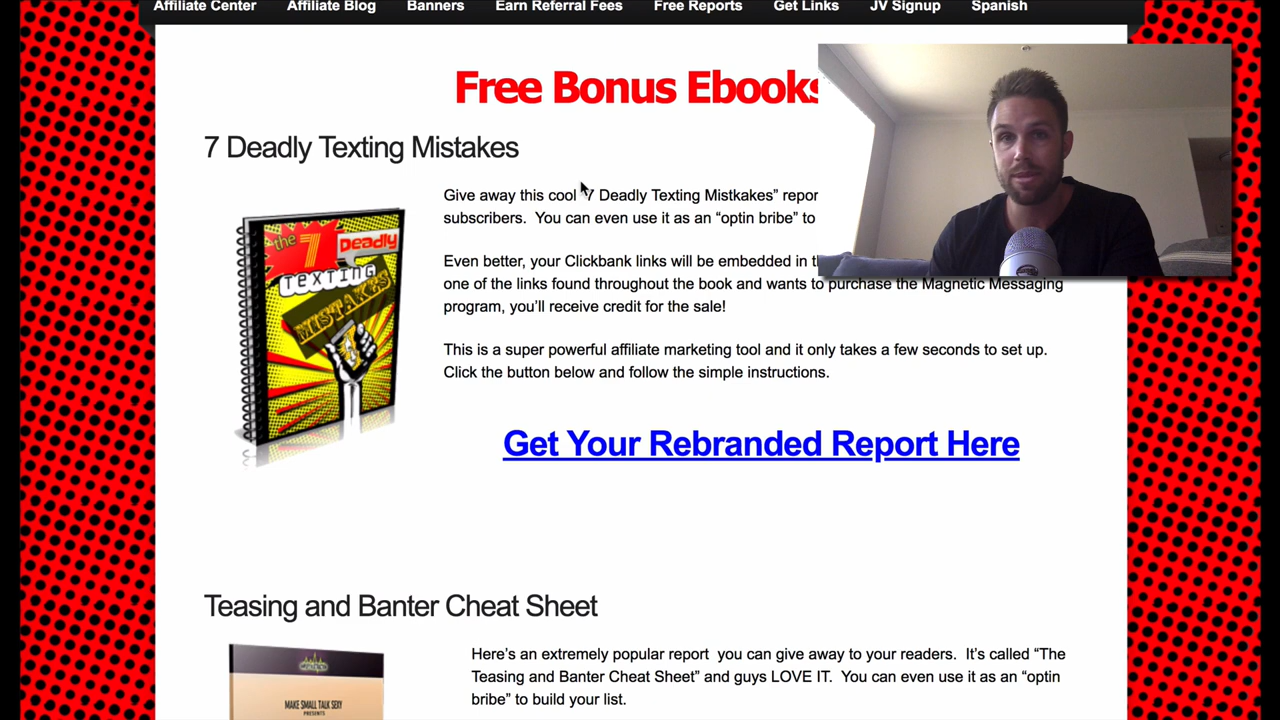 Affiliate Center Affiliate Blog Banners Earn Referral Fees Free Reports Get Links JV Signup Spanish
Free Bonus Ebooks
7 Deadly Texting Mistakes
Give away this cool "7 Deadly Texting Mistkakes” repor
subscribers. You can even use it as an “optin bribe” to
Even better, your Clickbank links will be embedded in th
one of the links found throughout the book and wants to purchase the Magnetic Messaging
program, you’ll receive credit for the sale!
This is a super powerful affiliate marketing tool and it only takes a few seconds to set up.
Click the button below and follow the simple instructions.
the 7 Deadly
TEXTING
MISTAKES
Get Your Rebranded Report Here
Teasing and Banter Cheat Sheet
Here’s an extremely popular report you can give away to your readers. It’s called “The
Teasing and Banter Cheat Sheet” and guys LOVE IT. You can even use it as an “optin
bribe” to build your list.
MAKE SMALL TALK SEXY
PRESENTS